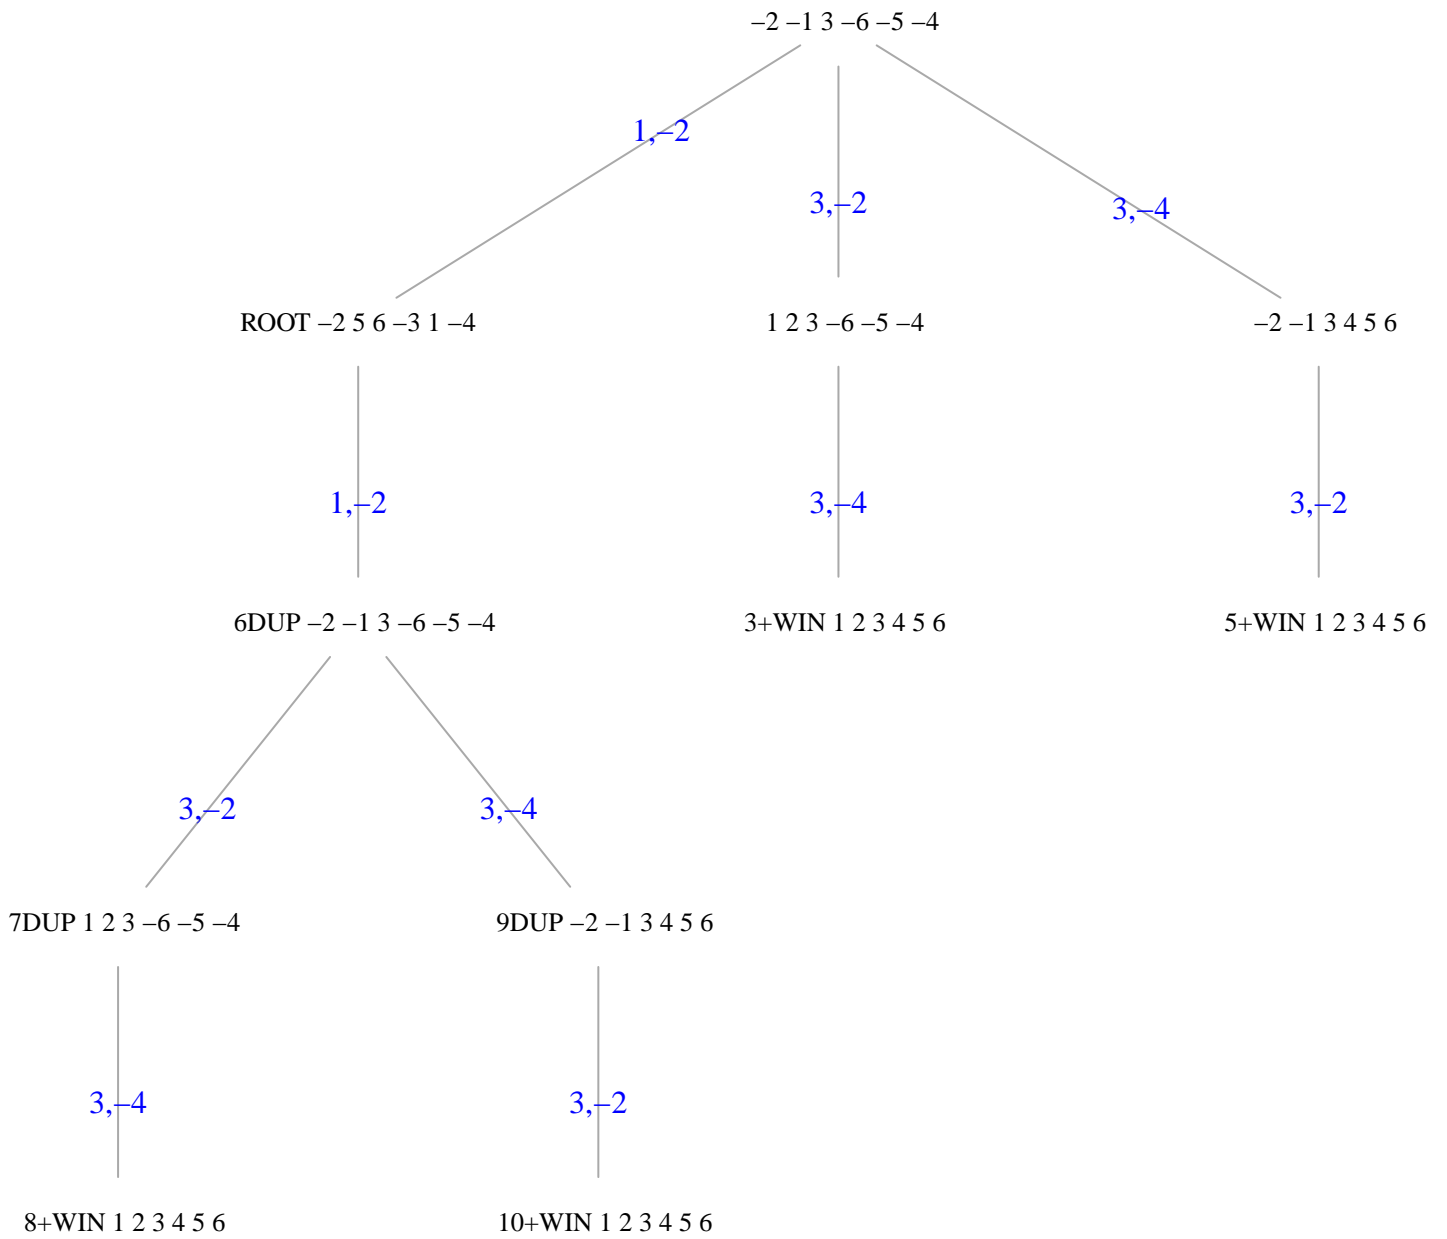 –2 –1 3 –6 –5 –4
1,–2
3,–2
3,–4
ROOT –2 5 6 –3 1 –4
1 2 3 –6 –5 –4
–2 –1 3 4 5 6
1,–2
3,–4
3,–2
6DUP –2 –1 3 –6 –5 –4
3+WIN 1 2 3 4 5 6
5+WIN 1 2 3 4 5 6
3,–2
3,–4
7DUP 1 2 3 –6 –5 –4
9DUP –2 –1 3 4 5 6
3,–4
3,–2
8+WIN 1 2 3 4 5 6
10+WIN 1 2 3 4 5 6